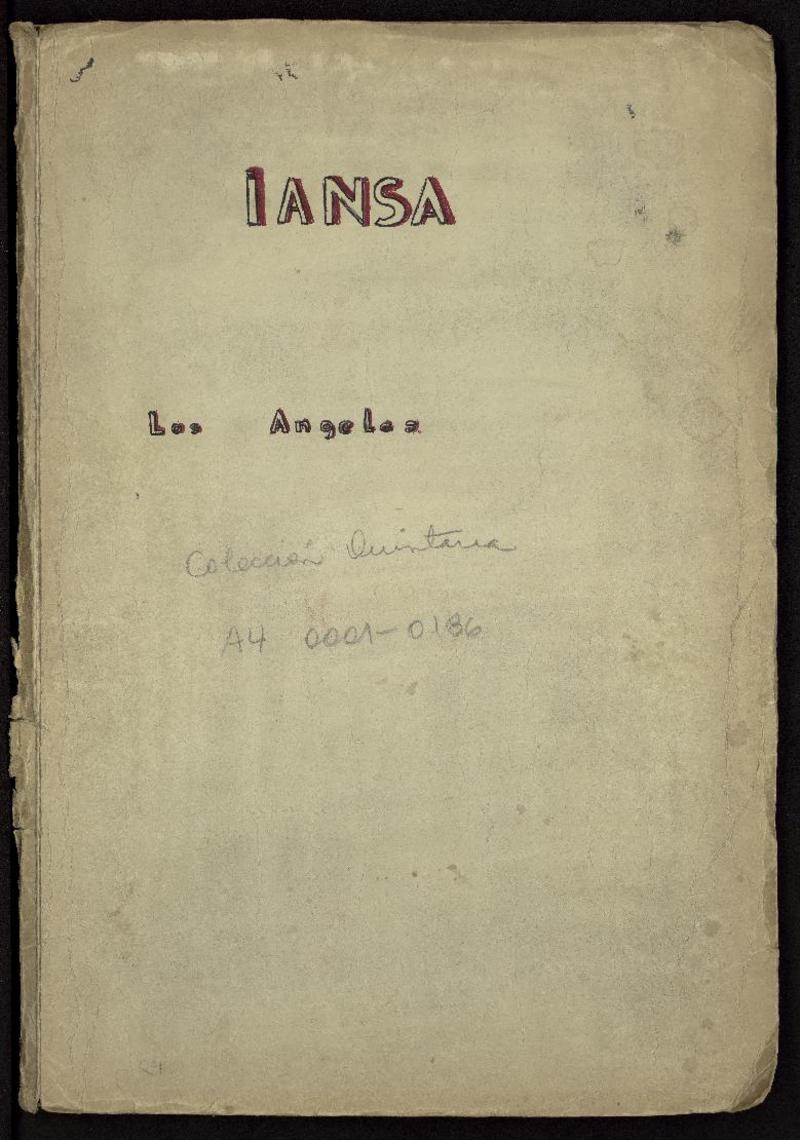 IANSA
Los Angeles
Colección Quintana
A4 0001-0186